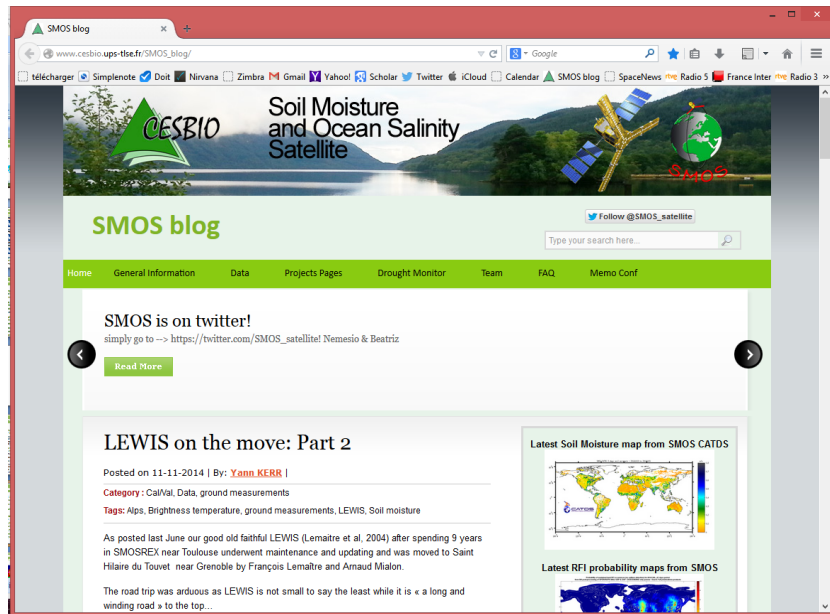 SMOS blog
www.cesbio.ups-tlse.fr/SMOS_blog/
Google
télécharger Simplenote Doit Nirvana Zimbra Gmail Yahoo! Scholar Twitter iCloud Calendar SMOS blog SpaceNews Radio 5 France Inter Radio 3 »
CESBIO
Soil Moisture
and Ocean Salinity
Satellite
SMOS
SMOS blog
Follow @SMOS_satellite
Type your search here...
Home General Information Data Projects Pages Drought Monitor Team FAQ Memo Conf
SMOS is on twitter!
simply go to --> https://twitter.com/SMOS_satellite! Nemesio & Beatriz
Read More
LEWIS on the move: Part 2
Posted on 11-11-2014 | By: Yann KERR |
Category : Cal/Val, Data, ground measurements
Tags: Alps, Brightness temperature, ground measurements, LEWIS, Soil moisture
As posted last June our good old faithful LEWIS (Lemaitre et al, 2004) after spending 9 years
in SMOSREX near Toulouse underwent maintenance and updating and was moved to Saint
Hilaire du Touvet near Grenoble by François Lemaître and Arnaud Mialon.
The road trip was arduous as LEWIS is not small to say the least while it is « a long and
winding road » to the top...
Latest Soil Moisture map from SMOS CATDS
CATDS
Latest RFI probability maps from SMOS